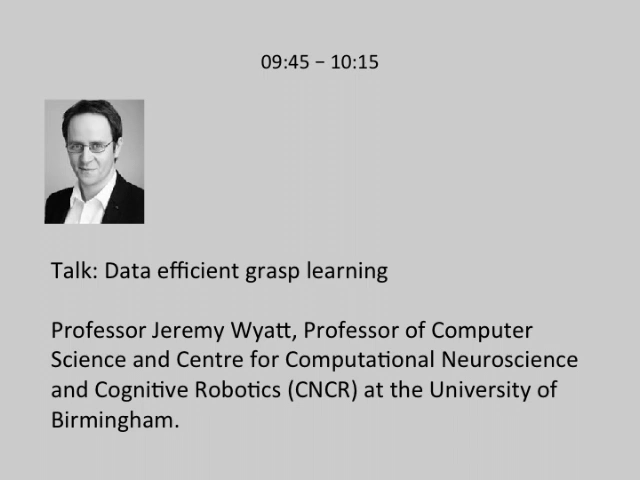 09:45 – 10:15
Talk: Data efficient grasp learning
Professor Jeremy Wyatt, Professor of Computer
Science and Centre for Computational Neuroscience
and Cognitive Robotics (CNCR) at the University of
Birmingham.